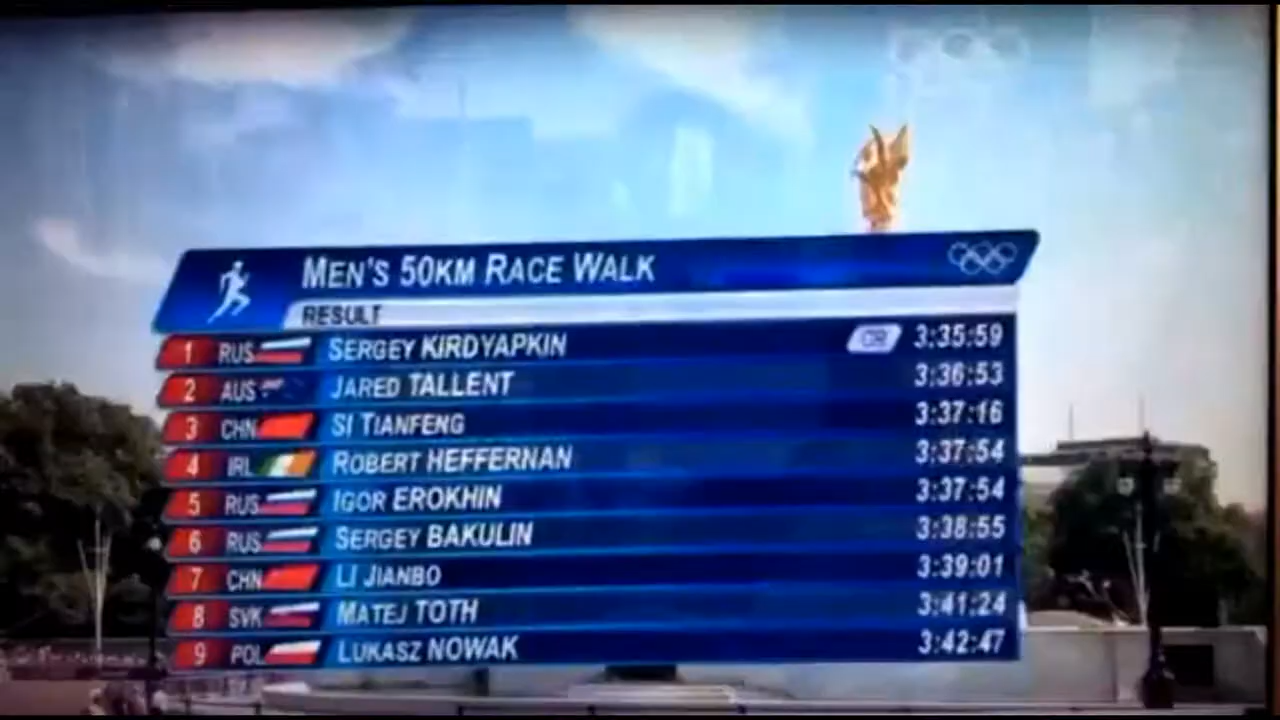 MEN'S 50KM RACE WALK
RESULT
1 RUS SERGEY KIRDYAPKIN OR 3:35:59
2 AUS JARED TALLENT 3:36:53
3 CHN SI TIANFENG 3:37:16
4 IRL ROBERT HEFFERNAN 3:37:54
5 RUS IGOR EROKHIN 3:37:54
6 RUS SERGEY BAKULIN 3:38:55
7 CHN LI JIANBO 3:39:01
8 SVK MATEJ TOTH 3:41:24
9 POL LUKASZ NOWAK 3:42:47